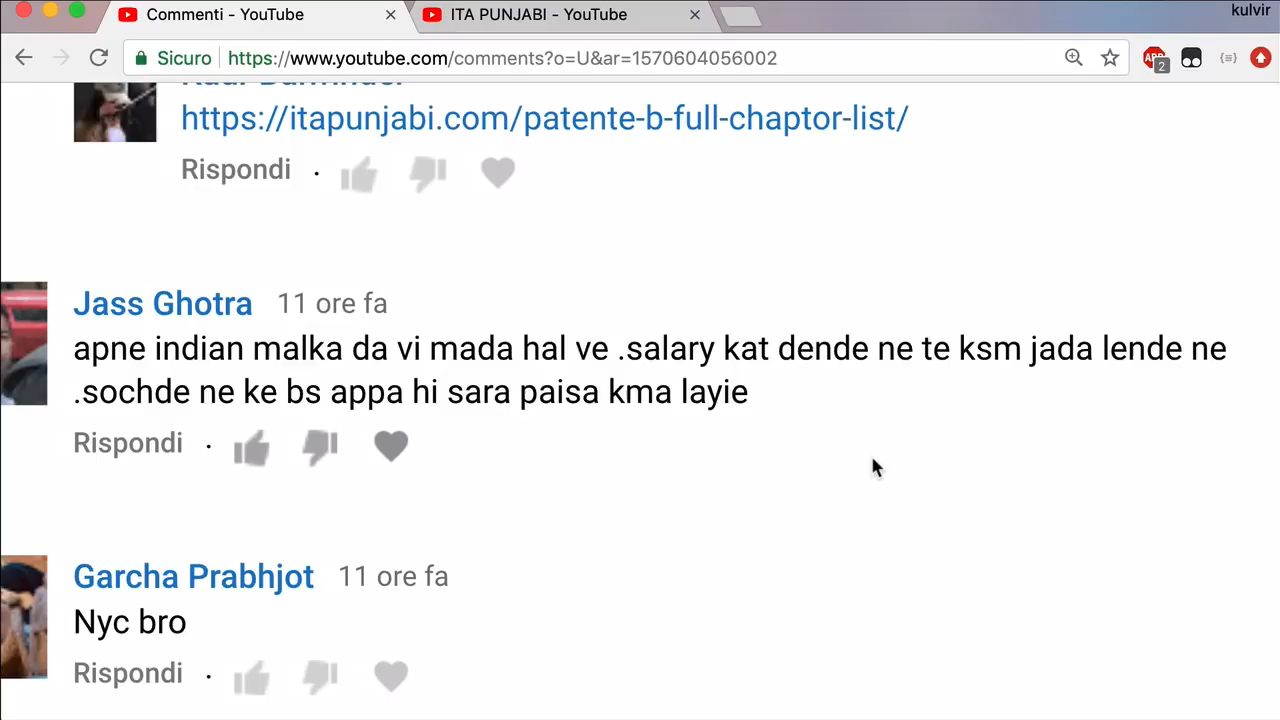 Commenti - YouTube
ITA PUNJABI - YouTube
kulvir
Sicuro
https://www.youtube.com/comments?o=U&ar=1570604056002
2
https://itapunjabi.com/patente-b-full-chaptor-list/
Rispondi ·
Jass Ghotra 11 ore fa
apne indian malka da vi mada hal ve .salary kat dende ne te ksm jada lende ne
.sochde ne ke bs appa hi sara paisa kma layie
Rispondi ·
Garcha Prabhjot 11 ore fa
Nyc bro
Rispondi ·